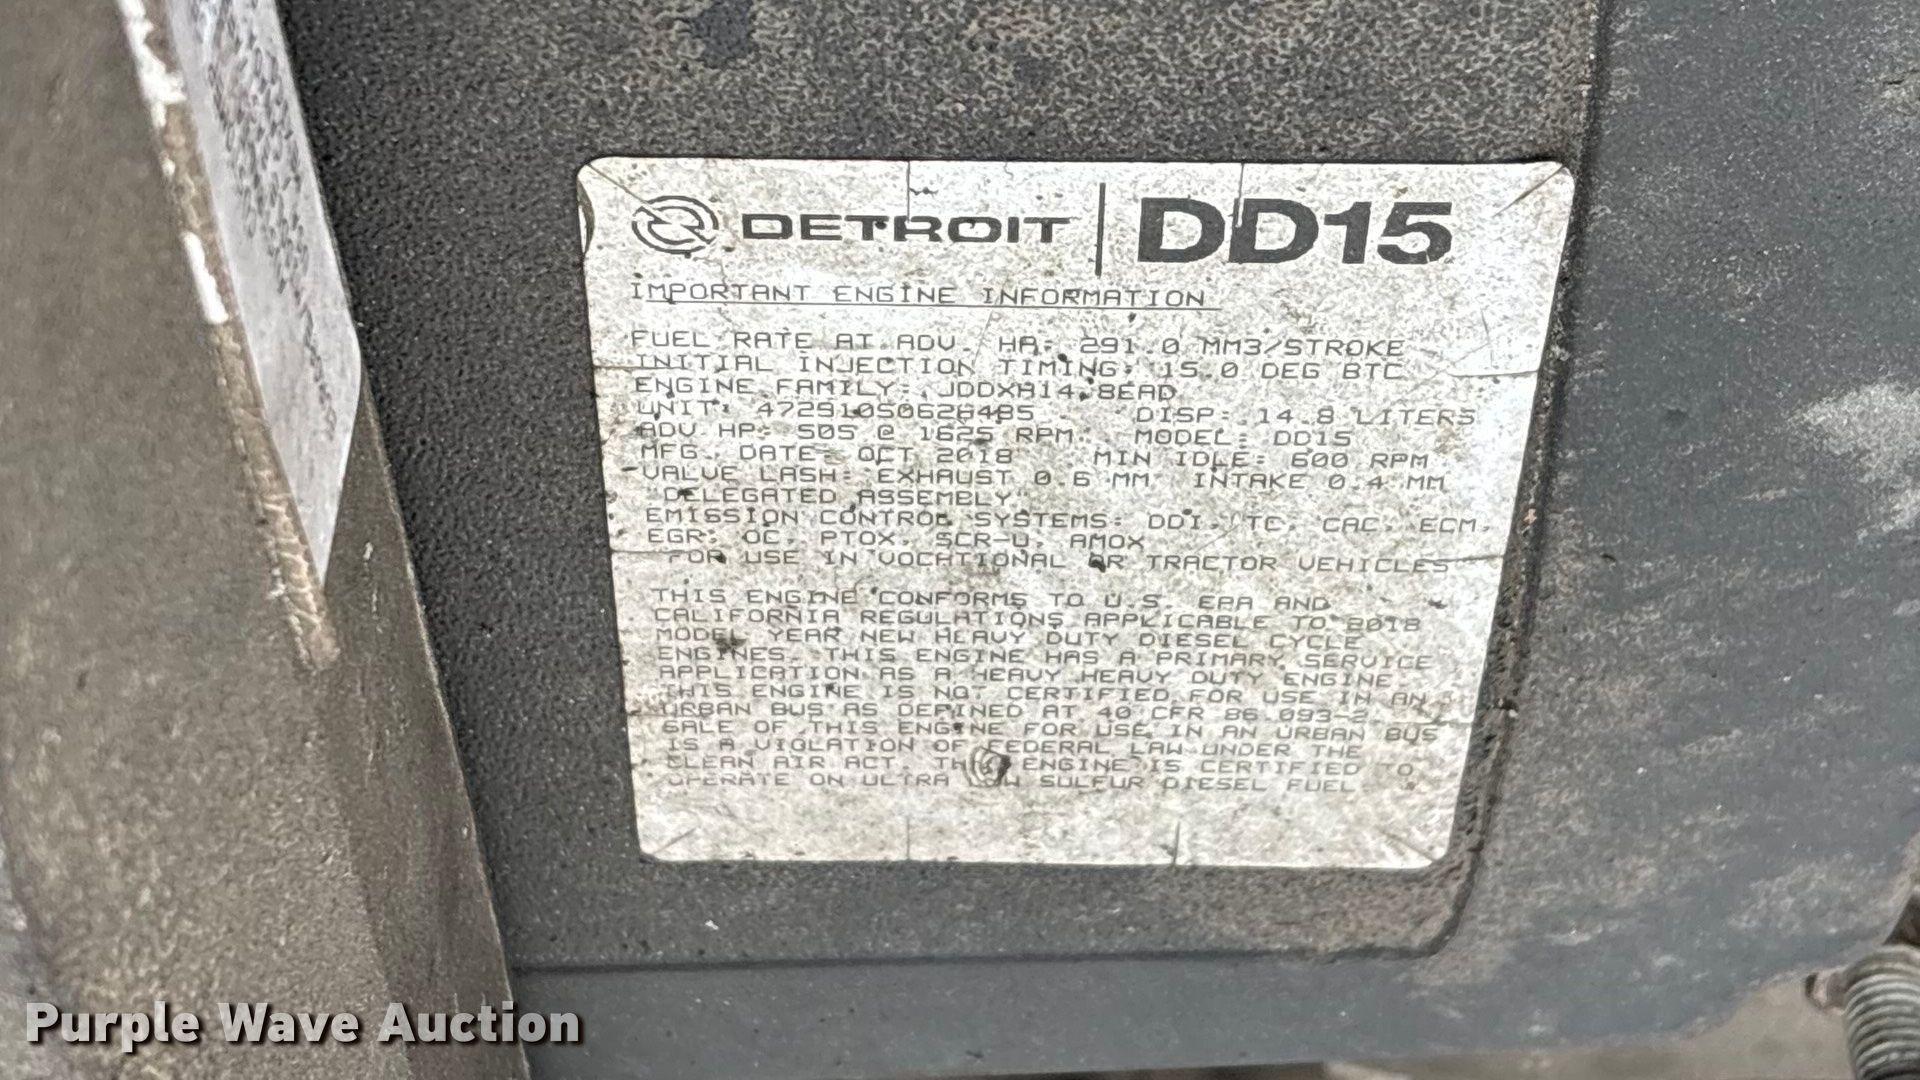 DETROIT | DD15
IMPORTANT ENGINE INFORMATION
FUEL RATE AT ADV. HP: 291.0 MM3/STROKE
INITIAL INJECTION TIMING: 15.0 DEG BTC
ENGINE FAMILY: JDDXH14.8EAD
UNIT: 472910S0628485 DISP: 14.8 LITERS
ADV HP: 505 @ 1625 RPM. MODEL: DD15
MFG. DATE: OCT 2018 MIN IDLE: 600 RPM
VALVE LASH: EXHAUST 0.6 MM INTAKE 0.4 MM
"DELEGATED ASSEMBLY"
EMISSION CONTROL SYSTEMS: DDI, TC, CAC, ECM,
EGR, OC, PTOX, SCR-U, AMOX
FOR USE IN VOCATIONAL OR TRACTOR VEHICLES
THIS ENGINE CONFORMS TO U.S. EPA AND
CALIFORNIA REGULATIONS APPLICABLE TO 2018
MODEL YEAR NEW HEAVY DUTY DIESEL CYCLE
ENGINES. THIS ENGINE HAS A PRIMARY SERVICE
APPLICATION AS A HEAVY HEAVY DUTY ENGINE
THIS ENGINE IS NOT CERTIFIED FOR USE IN AN
URBAN BUS AS DEFINED AT 40 CFR 86.093-2.
SALE OF THIS ENGINE FOR USE IN AN URBAN BUS
IS A VIOLATION OF FEDERAL LAW UNDER THE
CLEAN AIR ACT. THIS ENGINE IS CERTIFIED TO
OPERATE ON ULTRA LOW SULFUR DIESEL FUEL.
Purple Wave Auction